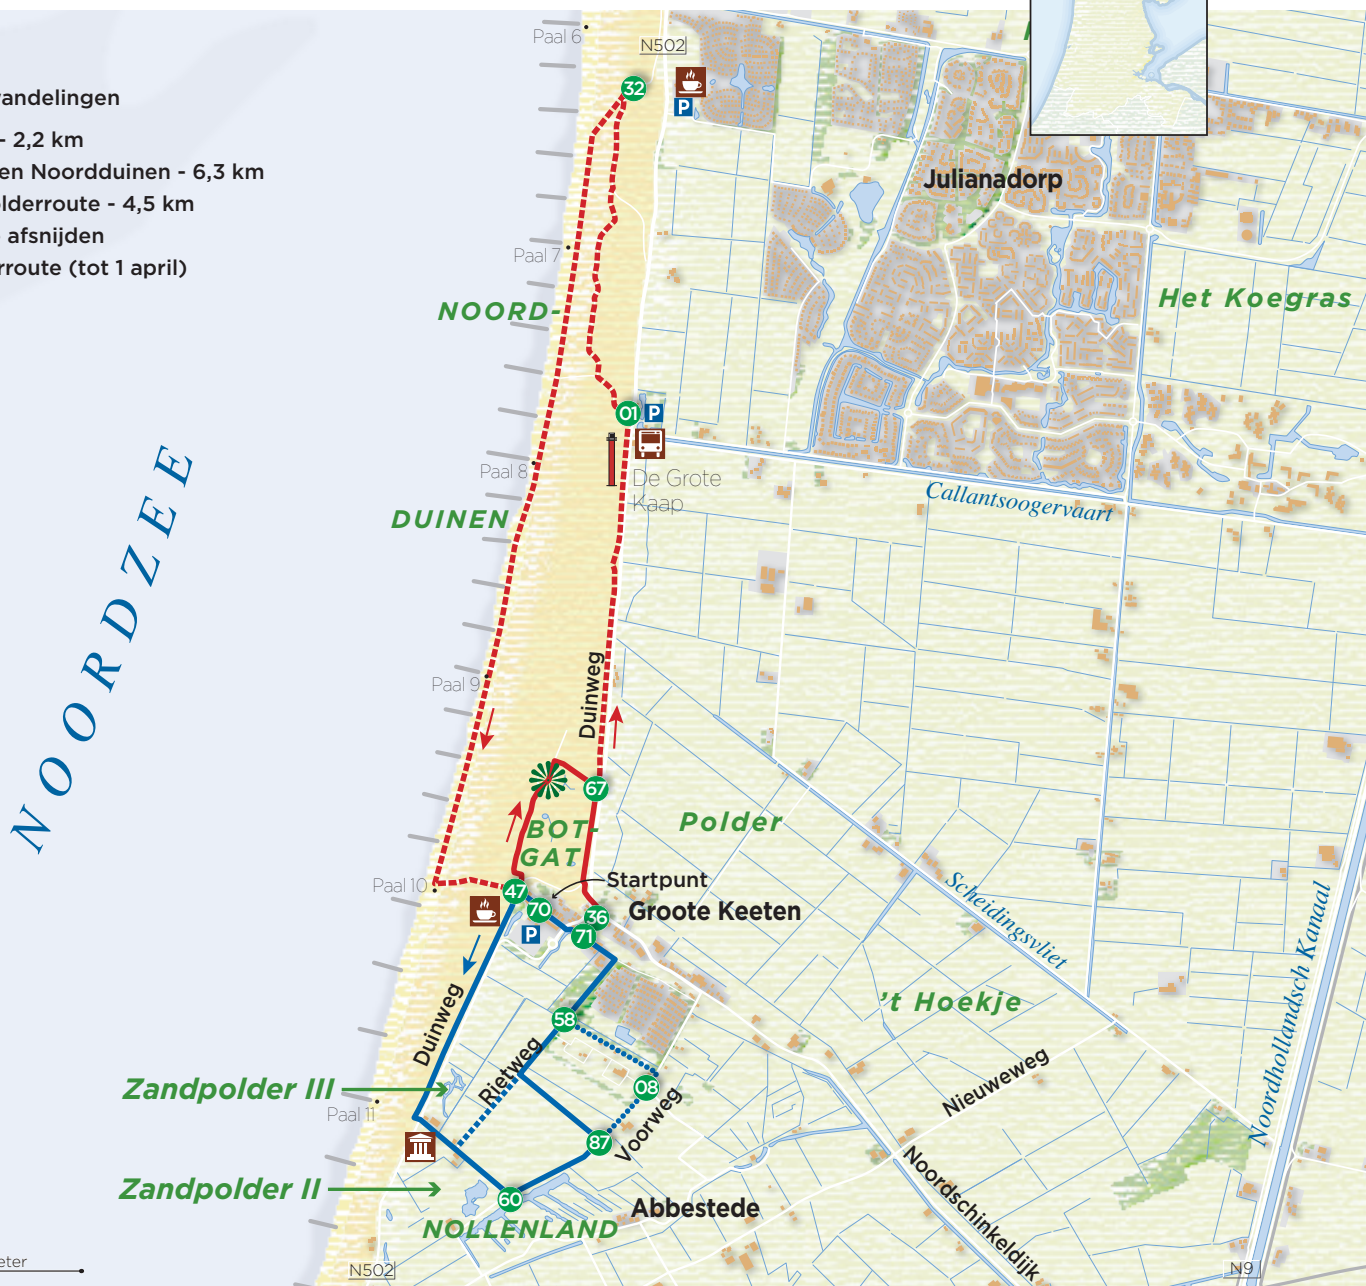 andelingen
- 2,2 km
en Noordduinen - 6,3 km
olderroute - 4,5 km
afsnijden
rroute (tot 1 april)
Paal 6
N502
32
P
Julianadorp
Paal 7
NOORD-
Het Koegras
01
P
Paal 8
De Grote
Kaap
Callantsoogervaart
DUINEN
NOORDZEE
Duinweg
Paal 9
67
BOT-
GAT
Polder
Paal 10
47
Startpunt
70
36
Groote Keeten
P
71
Scheidingsvliet
Noordhollandsch Kanaal
't Hoekje
Duinweg
58
Rietweg
Nieuweweg
Zandpolder III
08
Paal 11
Voorweg
87
Noordschinkeldijk
Zandpolder II
60
Abbestede
NOLLENLAND
eter
N502
N9